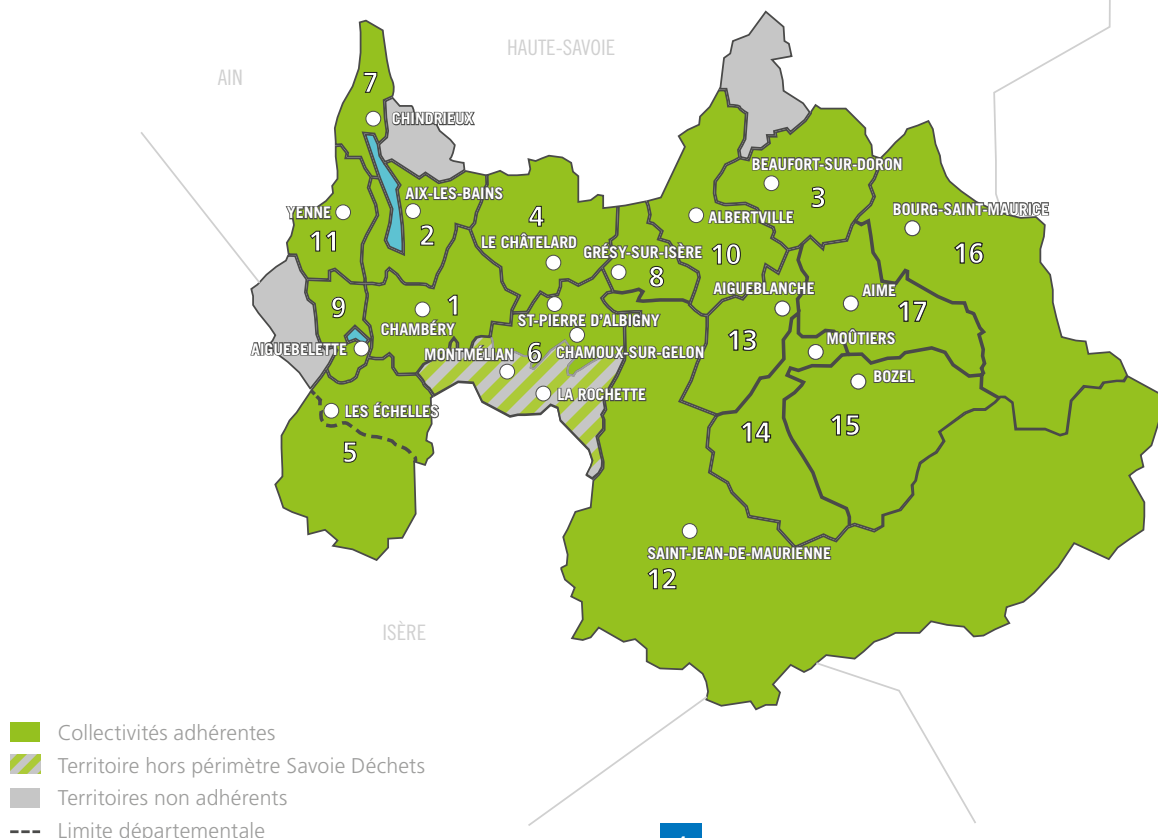 HAUTE-SAVOIE
AIN
7
CHINDRIEUX
BEAUFORT-SUR-DORON
3
AIX-LES-BAINS
2
YENNE
11
4
LE CHÂTELARD
ALBERTVILLE
10
BOURG-SAINT-MAURICE
16
GRÉSY-SUR-ISÈRE
8
AIGUEBLANCHE
13
AIME
17
9
CHAMBÉRY
1
ST-PIERRE D'ALBIGNY
6
CHAMOUX-SUR-GELON
MOÛTIERS
AIGUEBELETTE
MONTMÉLIAN
BOZEL
LA ROCHETTE
LES ÉCHELLES
5
14
15
SAINT-JEAN-DE-MAURIENNE
12
ISÈRE
Collectivités adhérentes
Territoire hors périmètre Savoie Déchets
Territoires non adhérents
Limite départementale